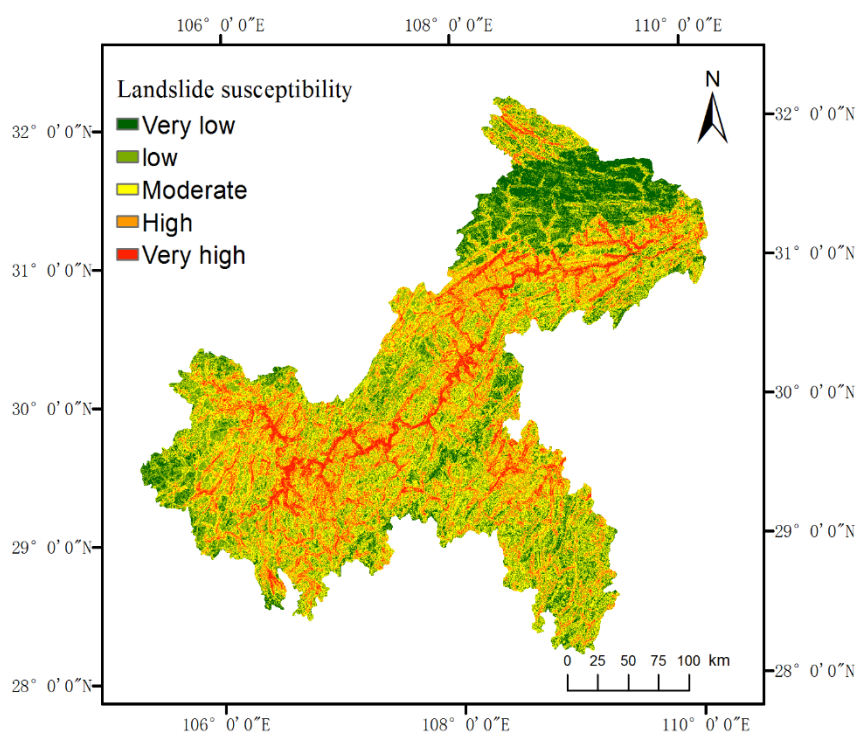 106° 0′0″E 108° 0′0″E 110° 0′0″E
N
Landslide susceptibility
Very low
low
Moderate
High
Very high
32° 0′0″N 32° 0′0″N
31° 0′0″N 31° 0′0″N
30° 0′0″N 30° 0′0″N
29° 0′0″N 29° 0′0″N
28° 0′0″N 28° 0′0″N
0 25 50 75 100 km
106° 0′0″E 108° 0′0″E 110° 0′0″E